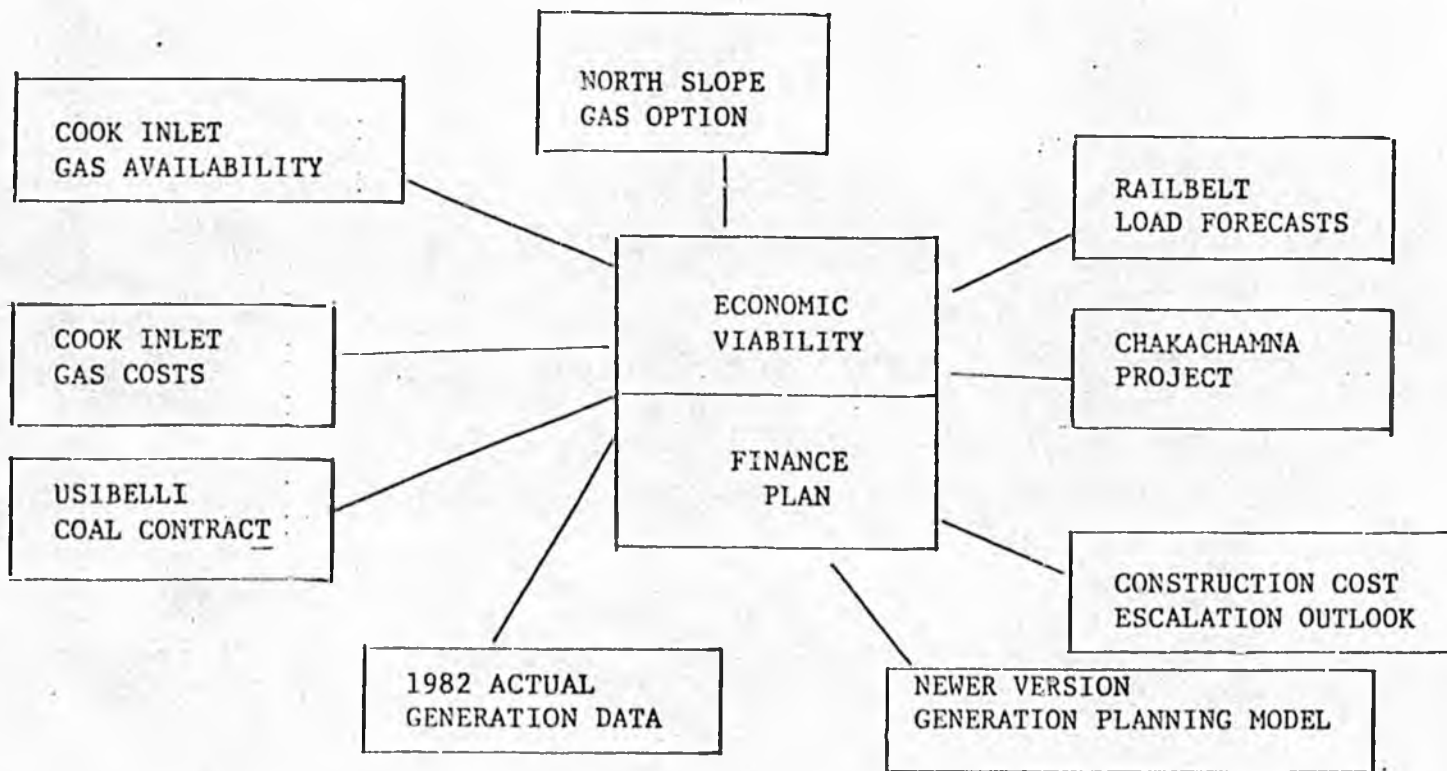 NORTH SLOPE
GAS OPTION
COOK INLET
GAS AVAILABILITY
RAILBELT
LOAD FORECASTS
ECONOMIC
VIABILITY
COOK INLET
GAS COSTS
CHAKACHAMNA
PROJECT
FINANCE
PLAN
USIBELLI
COAL CONTRACT
CONSTRUCTION COST
ESCALATION OUTLOOK
1982 ACTUAL
GENERATION DATA
NEWER VERSION
GENERATION PLANNING MODEL